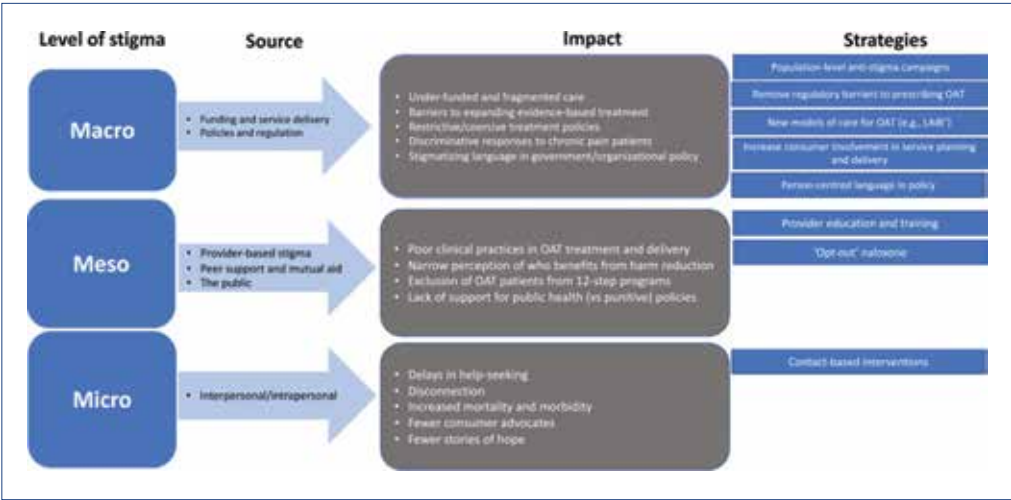 Level of stigma
Source
Impact
Strategies
Macro
• Funding and service delivery
• Policies and regulation
• Under-funded and fragmented care
• Barriers to expanding evidence-based treatment
• Restrictive/coercive treatment policies
• Discriminative responses to chronic pain patients
• Stigmatizing language in government/organizational policy
Population-level anti-stigma campaigns
Remove regulatory barriers to prescribing OAT
New models of care for OAT (e.g.,
Increase consumer involvement in service planning
and delivery
Person-centred language in policy
Meso
• Provider-based stigma
• Peer support and mutual aid
• The public
• Poor clinical practices in OAT treatment and delivery
• Narrow perception of who benefits from harm reduction
• Exclusion of OAT patients from 12-step programs
• Lack of support for public health (vs punitive) policies
Provider education and training
'Opt-out' naloxone
Micro
• Interpersonal/intrapersonal
• Delays in help-seeking
• Disconnection
• Increased mortality and morbidity
• Fewer consumer advocates
• Fewer stories of hope
Contact-based interventions